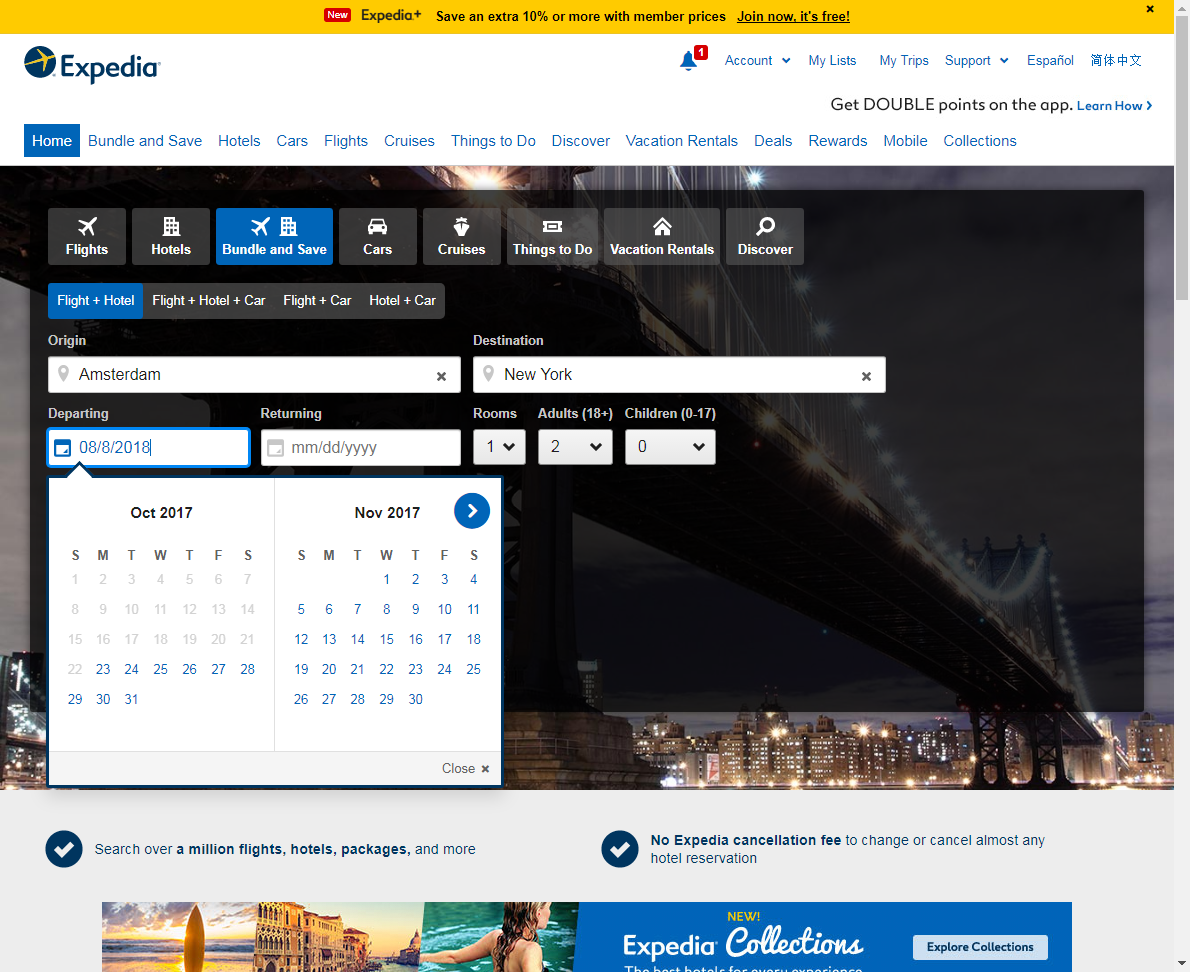 New Expedia+ Save an extra 10% or more with member prices Join now, it's free!
Expedia
1
Account My Lists My Trips Support Español 简体中文
Get DOUBLE points on the app. Learn How
Home Bundle and Save Hotels Cars Flights Cruises Things to Do Discover Vacation Rentals Deals Rewards Mobile Collections
Flights Hotels Bundle and Save Cars Cruises Things to Do Vacation Rentals Discover
Flight + Hotel Flight + Hotel + Car Flight + Car Hotel + Car
Origin Destination
Amsterdam New York
Departing Returning Rooms Adults (18+) Children (0-17)
08/8/2018 mm/dd/yyyy 1 2 0
Oct 2017
S M T W T F S
1 2 3 4 5 6 7
8 9 10 11 12 13 14
15 16 17 18 19 20 21
22 23 24 25 26 27 28
29 30 31
Nov 2017
S M T W T F S
1 2 3 4
5 6 7 8 9 10 11
12 13 14 15 16 17 18
19 20 21 22 23 24 25
26 27 28 29 30
Close
Search over a million flights, hotels, packages, and more
No Expedia cancellation fee to change or cancel almost any
hotel reservation
NEW!
Expedia Collections
The best hotels for every experience
Explore Collections